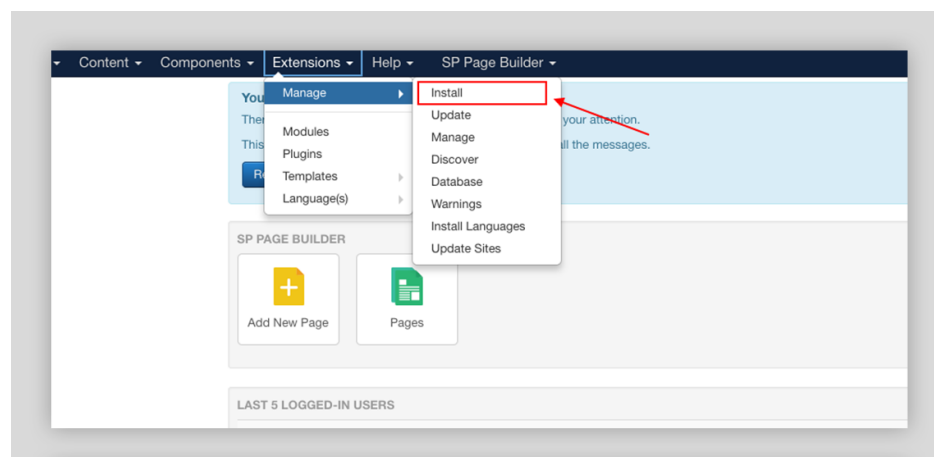 Content Components Extensions Help SP Page Builder
Manage
Modules
Plugins
Templates
Language(s)
Install
Update
Manage
Discover
Database
Warnings
Install Languages
Update Sites
You
your attention.
This
all the messages.
SP PAGE BUILDER
Add New Page
Pages
LAST 5 LOGGED-IN USERS